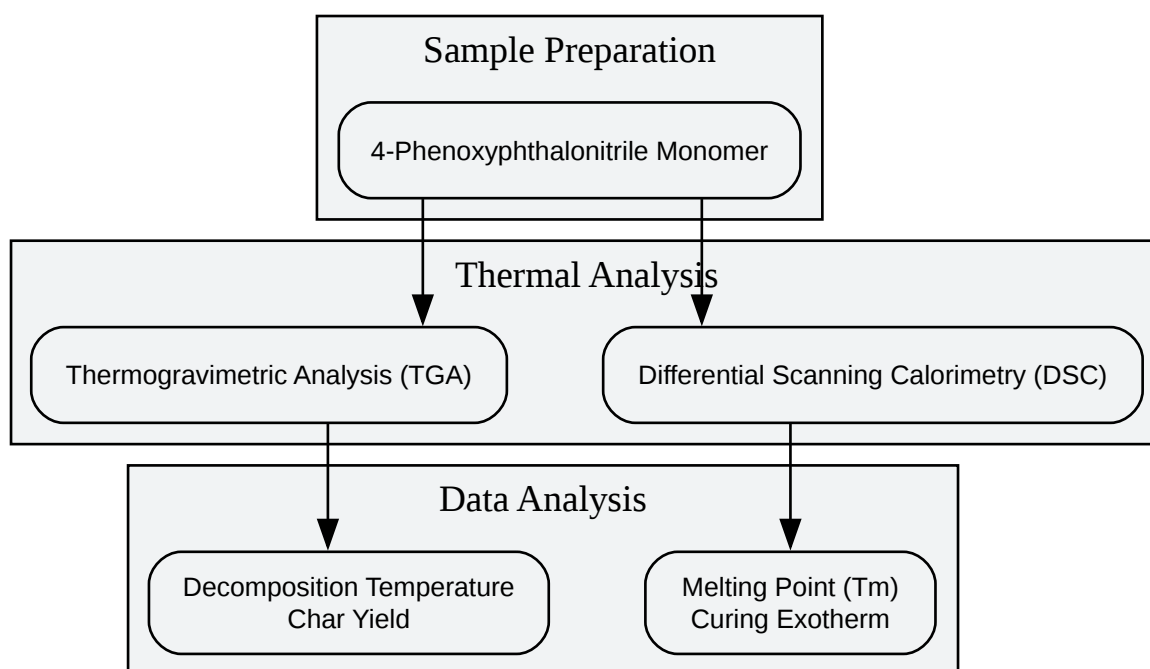 Sample Preparation
4-Phenoxyphthalonitrile Monomer
Thermal Analysis
Thermogravimetric Analysis (TGA)
Differential Scanning Calorimetry (DSC)
Data Analysis
Decomposition Temperature
Char Yield
Melting Point (Tm)
Curing Exotherm